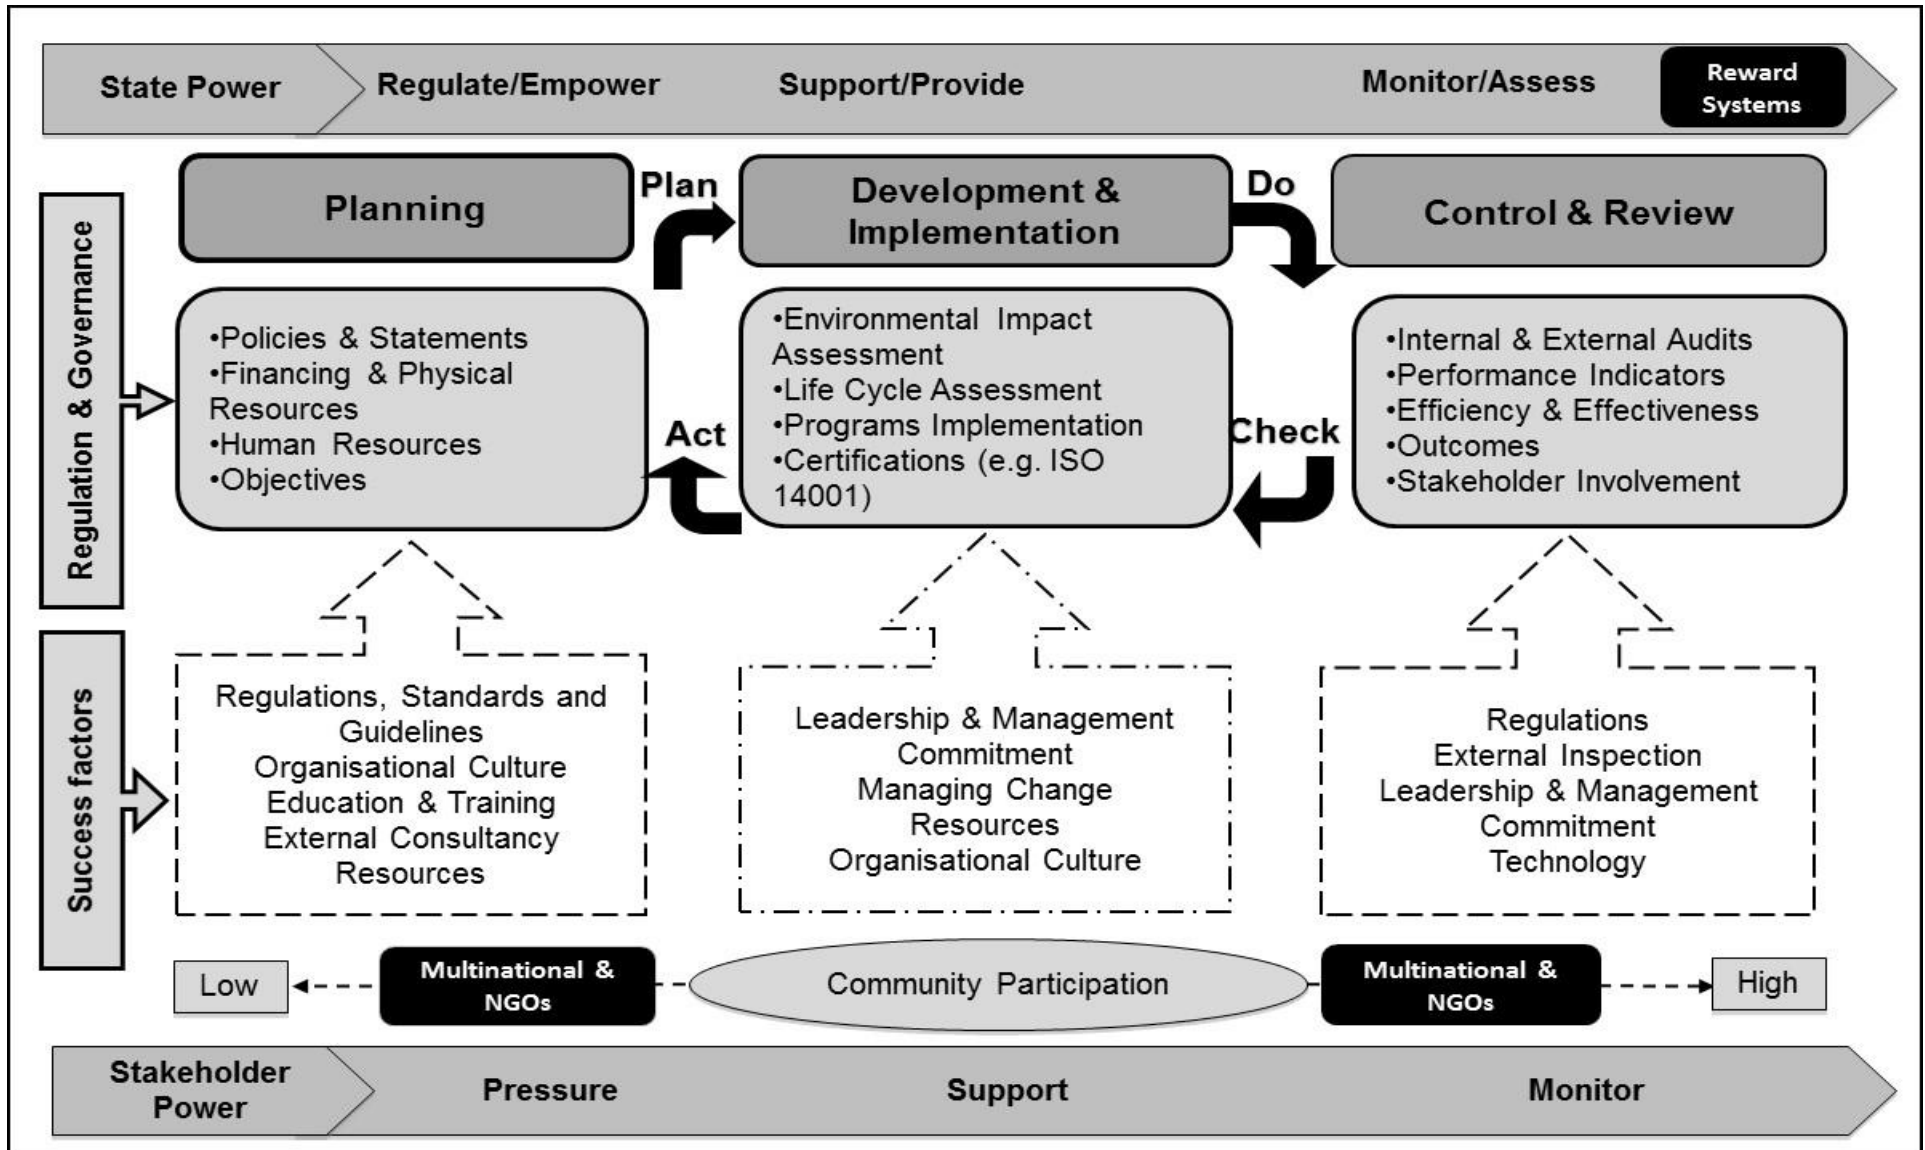 State Power
Regulate/Empower
Support/Provide
Monitor/Assess
Reward
Systems
Regulation & Governance
Planning
Plan
Development &
Implementation
Do
Control & Review
•Policies & Statements
•Financing & Physical
Resources
•Human Resources
•Objectives
Act
•Environmental Impact
Assessment
•Life Cycle Assessment
•Programs Implementation
•Certifications (e.g. ISO
14001)
Check
•Internal & External Audits
•Performance Indicators
•Efficiency & Effectiveness
•Outcomes
•Stakeholder Involvement
Success factors
Regulations, Standards and
Guidelines
Organisational Culture
Education & Training
External Consultancy
Resources
Leadership & Management
Commitment
Managing Change
Resources
Organisational Culture
Regulations
External Inspection
Leadership & Management
Commitment
Technology
Low
Multinational &
NGOs
Community Participation
Multinational &
NGOs
High
Stakeholder
Power
Pressure
Support
Monitor